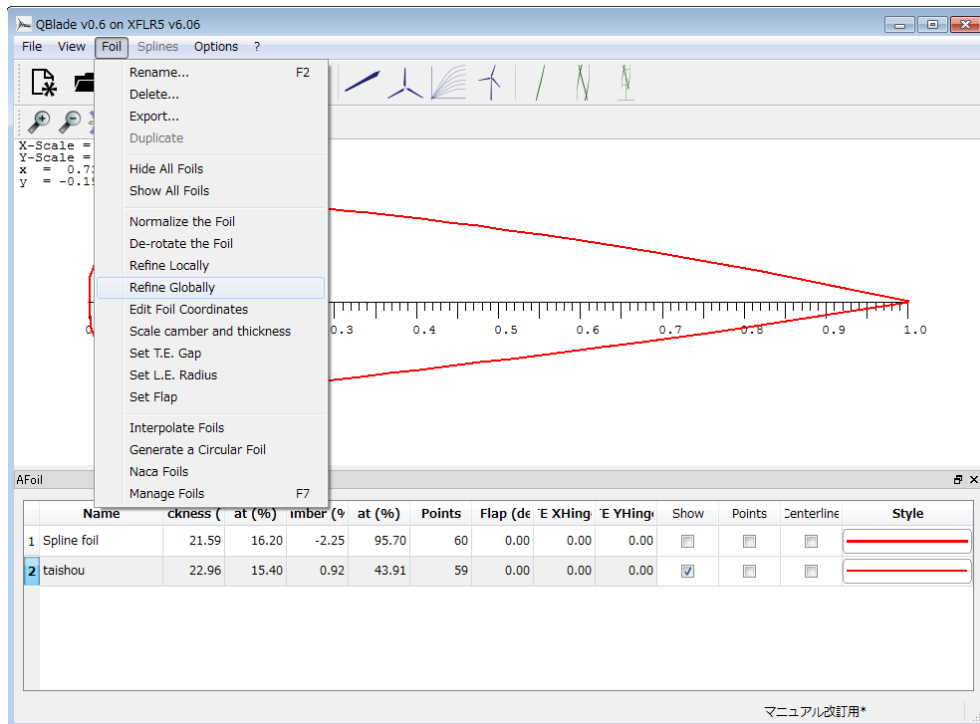 QBlade v0.6 on XFLR5 v6.06
File View Foil Splines Options ?
Rename... F2
Delete...
Export...
Duplicate
Hide All Foils
Show All Foils
Normalize the Foil
De-rotate the Foil
Refine Locally
Refine Globally
Edit Foil Coordinates
Scale camber and thickness
Set T.E. Gap
Set L.E. Radius
Set Flap
Interpolate Foils
Generate a Circular Foil
Naca Foils
Manage Foils F7
X-Scale =
Y-Scale =
x = 0.7
y = -0.1
0.3 0.4 0.5 0.6 0.7 0.8 0.9 1.0
AFoil
Name ckness ( at (%) mber (% at (%) Points Flap (de TE XHing TE YHing Show Points Centerline Style
1 Spline foil 21.59 16.20 -2.25 95.70 60 0.00 0.00 0.00
2 taishou 22.96 15.40 0.92 43.91 59 0.00 0.00 0.00
マニュアル改訂用*